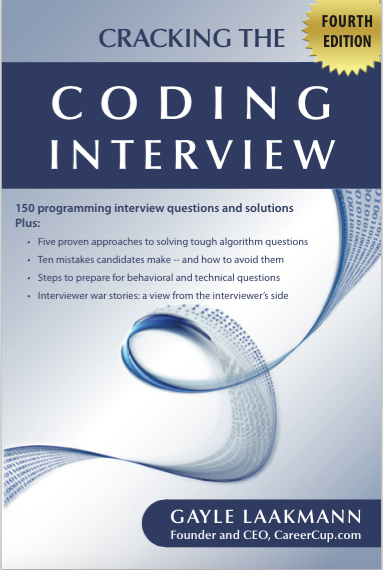 CRACKING THE
FOURTH
EDITION
CODING
INTERVIEW
150 programming interview questions and solutions
Plus:
• Five proven approaches to solving tough algorithm questions
• Ten mistakes candidates make -- and how to avoid them
• Steps to prepare for behavioral and technical questions
• Interviewer war stories: a view from the interviewer's side
GAYLE LAAKMANN
Founder and CEO, CareerCup.com